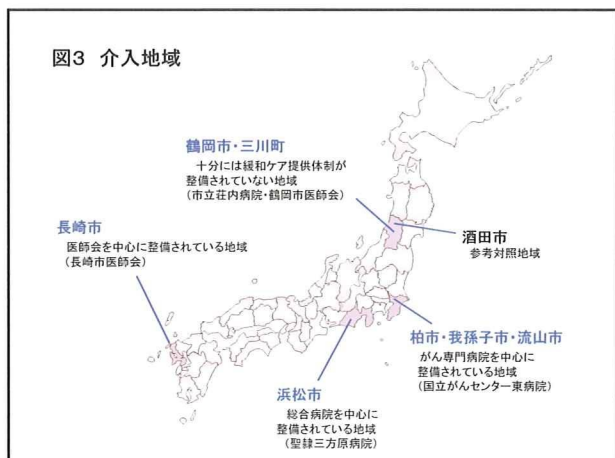 図3 介入地域
鶴岡市・三川町
十分には緩和ケア提供体制が
整備されていない地域
(市立荘内病院・鶴岡市医師会)
長崎市
医師会を中心に整備されている地域
(長崎市医師会)
酒田市
参考対照地域
柏市・我孫子市・流山市
がん専門病院を中心に
整備されている地域
(国立がんセンター東病院)
浜松市
総合病院を中心に
整備されている地域
(聖隷三方原病院)